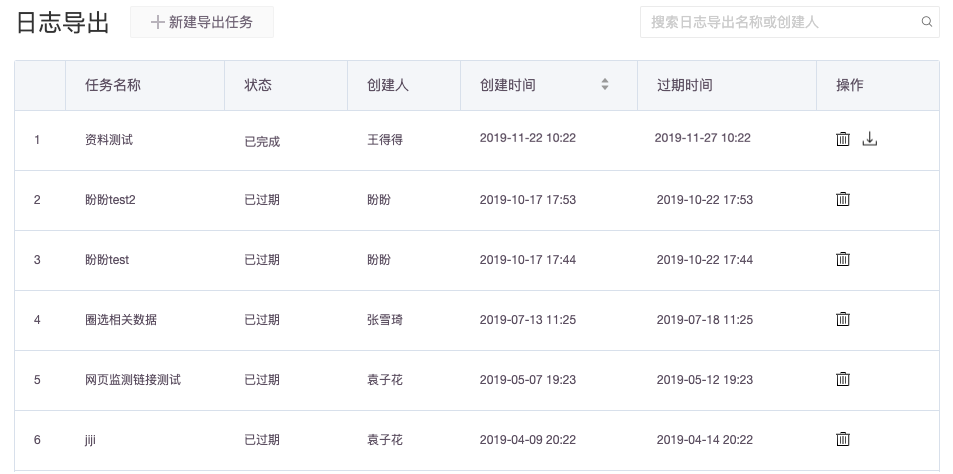 日志导出 新建导出任务 搜索日志导出名称或创建人
任务名称 状态 创建人 创建时间 过期时间 操作
1 资料测试 已完成 王得得 2019-11-22 10:22 2019-11-27 10:22
2 盼盼test2 已过期 盼盼 2019-10-17 17:53 2019-10-22 17:53
3 盼盼test 已过期 盼盼 2019-10-17 17:44 2019-10-22 17:44
4 圈选相关数据 已过期 张雪琦 2019-07-13 11:25 2019-07-18 11:25
5 网页监测链接测试 已过期 袁子花 2019-05-07 19:23 2019-05-12 19:23
6 jiji 已过期 袁子花 2019-04-09 20:22 2019-04-14 20:22